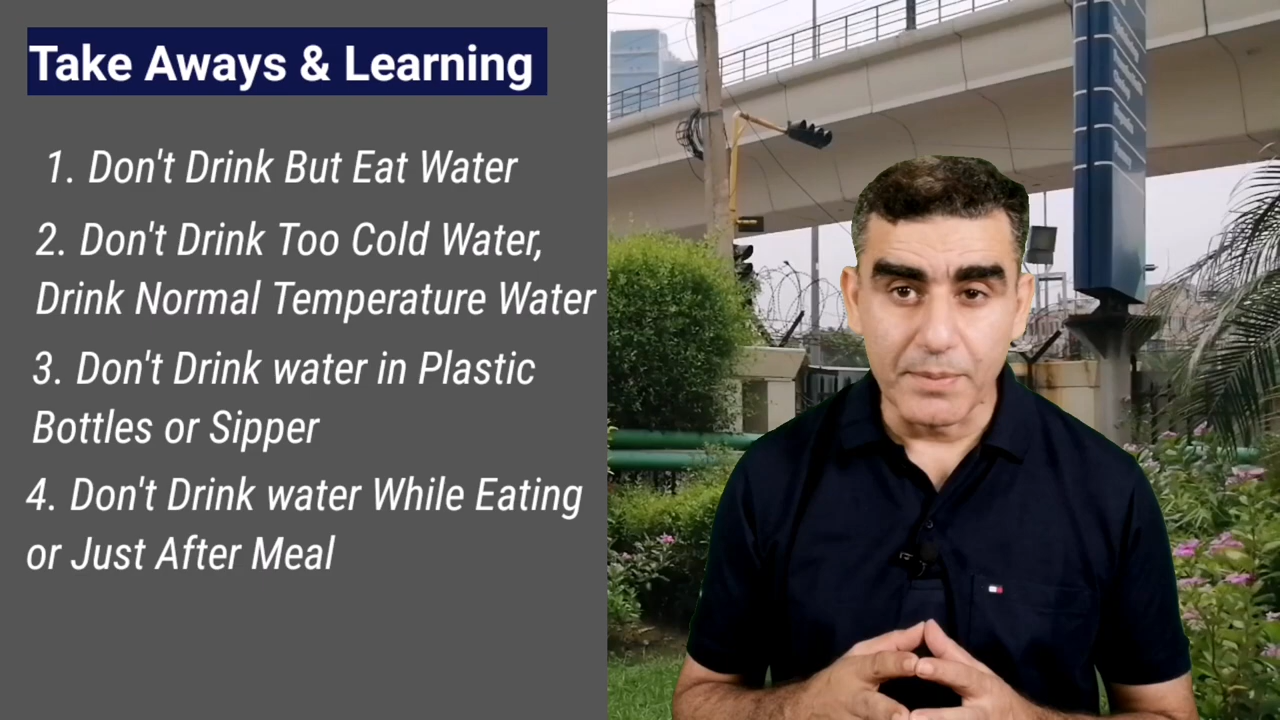 Take Aways & Learning
1. Don't Drink But Eat Water
2. Don't Drink Too Cold Water,
Drink Normal Temperature Water
3. Don't Drink water in Plastic
Bottles or Sipper
4. Don't Drink water While Eating
or Just After Meal